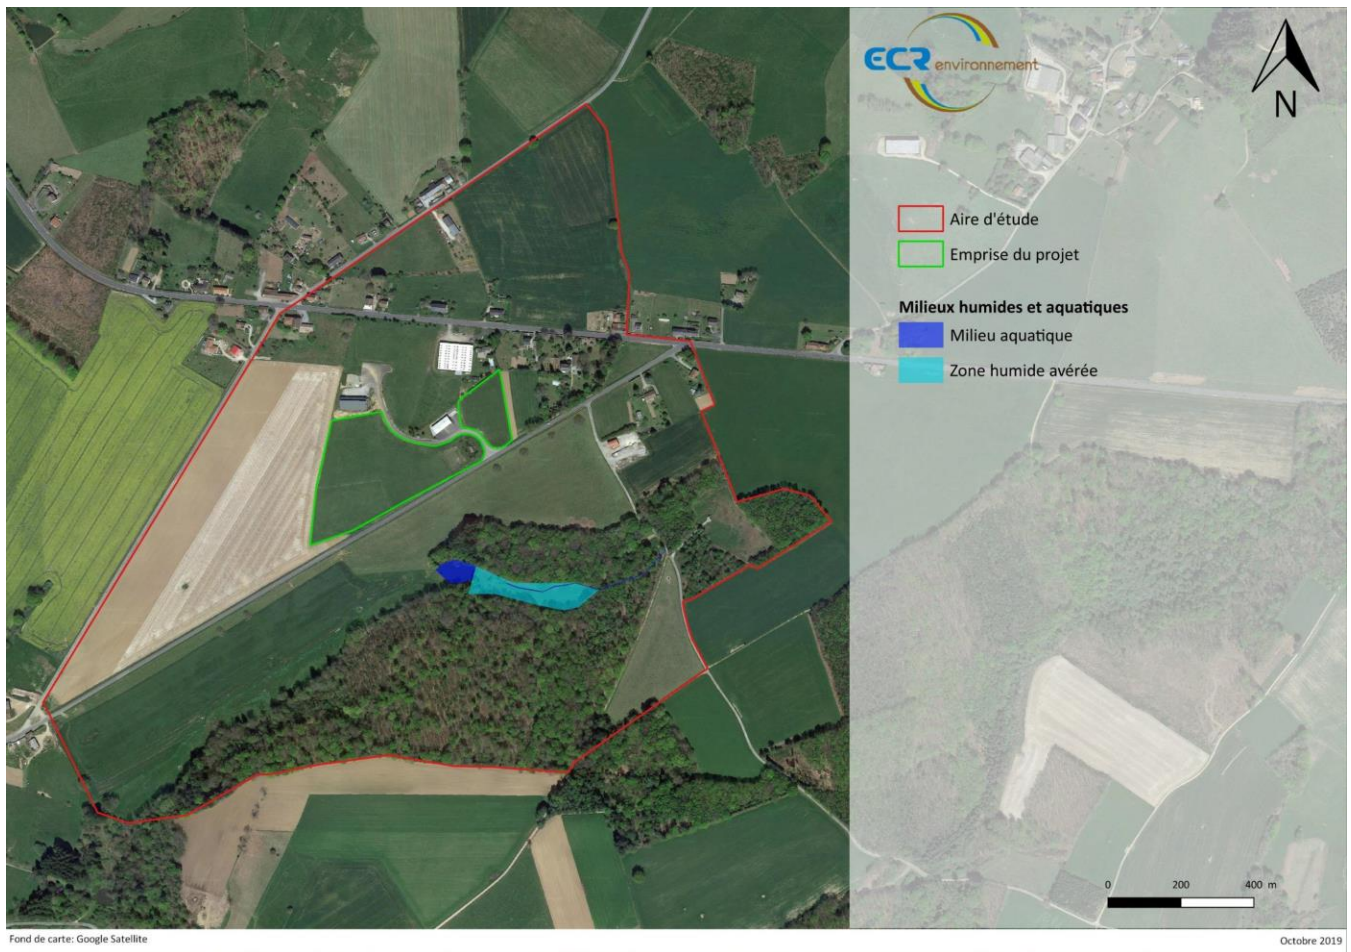 ECR environnement
N
Aire d'étude
Emprise du projet
Milieux humides et aquatiques
Milieu aquatique
Zone humide avérée
0 200 400 m
Fond de carte: Google Satellite
Octobre 2019